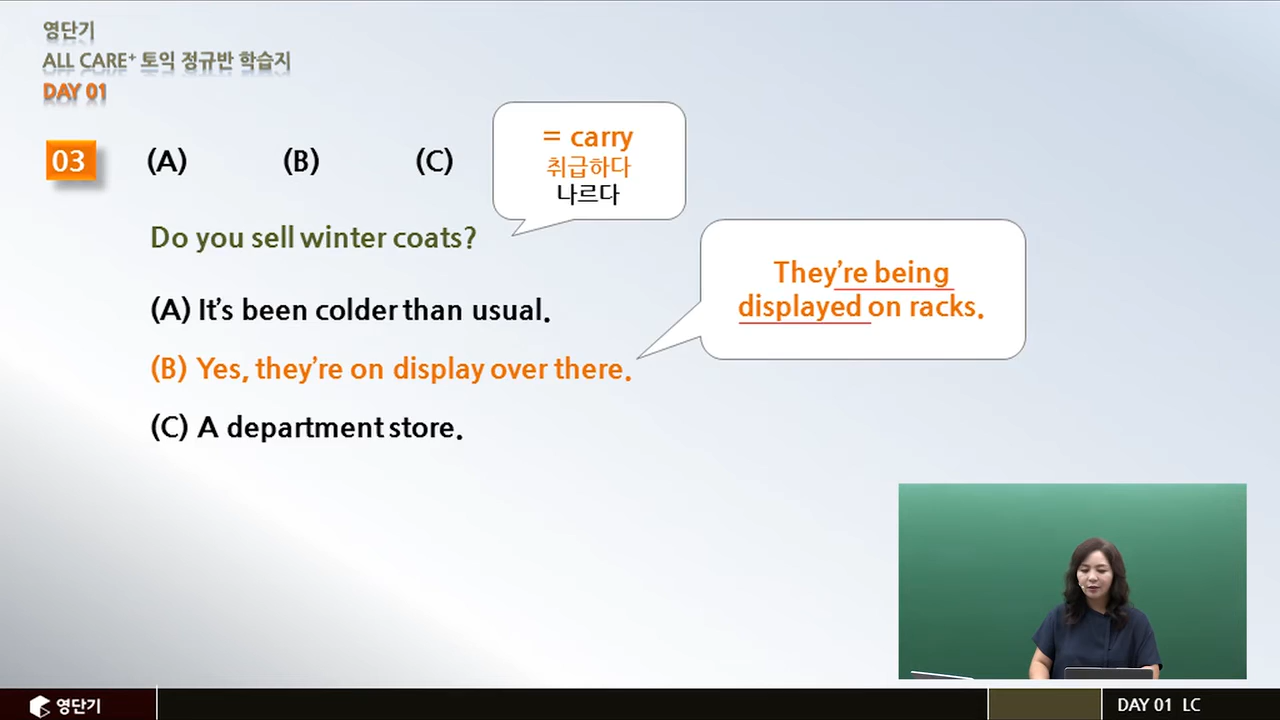 영단기
ALL CARE⁺ 토익 정규반 학습지
DAY 01
03 (A) (B) (C)
= carry
취급하다
나르다
Do you sell winter coats?
They're being
displayed on racks.
(A) It's been colder than usual.
(B) Yes, they're on display over there.
(C) A department store.
영단기
DAY 01 LC